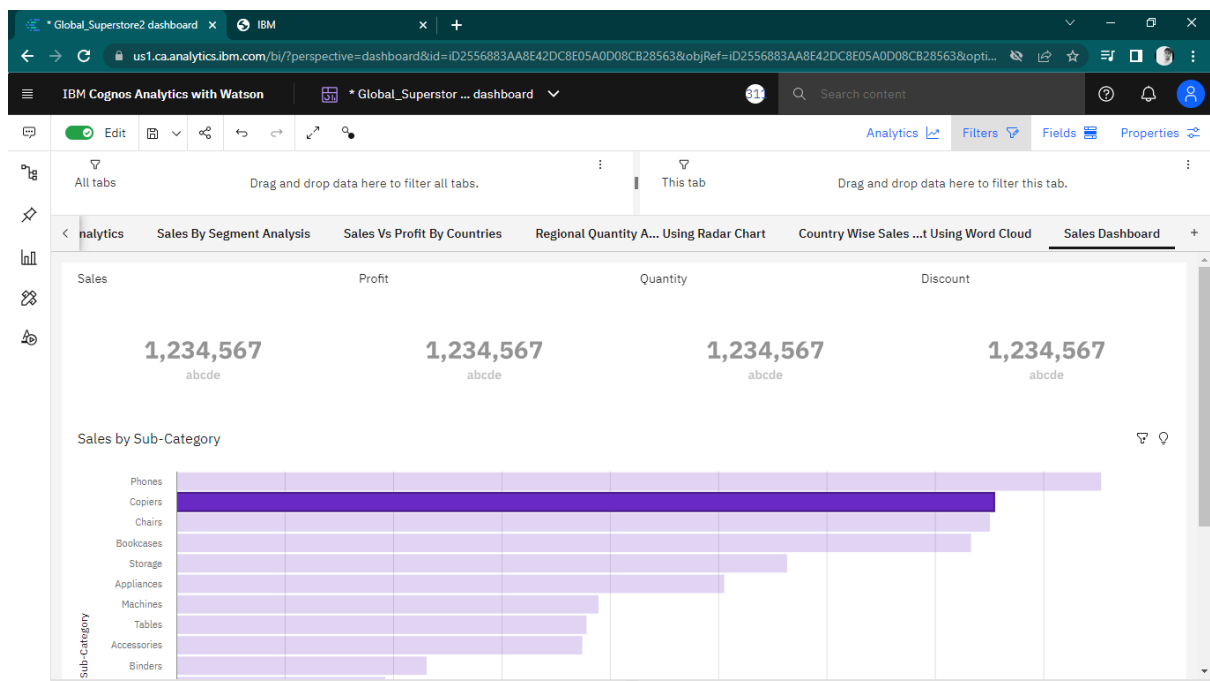 * Global_Superstore2 dashboard
IBM
us1.ca.analytics.ibm.com/bi/?perspective=dashboard&id=iD2556883AA8E42DC8E05A0D08CB28563&objRef=iD2556883AA8E42DC8E05A0D08CB28563&opti...
IBM Cognos Analytics with Watson
* Global_Superstor ... dashboard
Search content
Edit
Analytics
Filters
Fields
Properties
All tabs
Drag and drop data here to filter all tabs.
This tab
Drag and drop data here to filter this tab.
nalytics
Sales By Segment Analysis
Sales Vs Profit By Countries
Regional Quantity A... Using Radar Chart
Country Wise Sales ...t Using Word Cloud
Sales Dashboard
Sales
Profit
Quantity
Discount
1,234,567
1,234,567
1,234,567
1,234,567
abcde
abcde
abcde
abcde
Sales by Sub-Category
Phones
Copiers
Chairs
Bookcases
Storage
Appliances
Machines
Tables
Accessories
Binders
Sub-Category